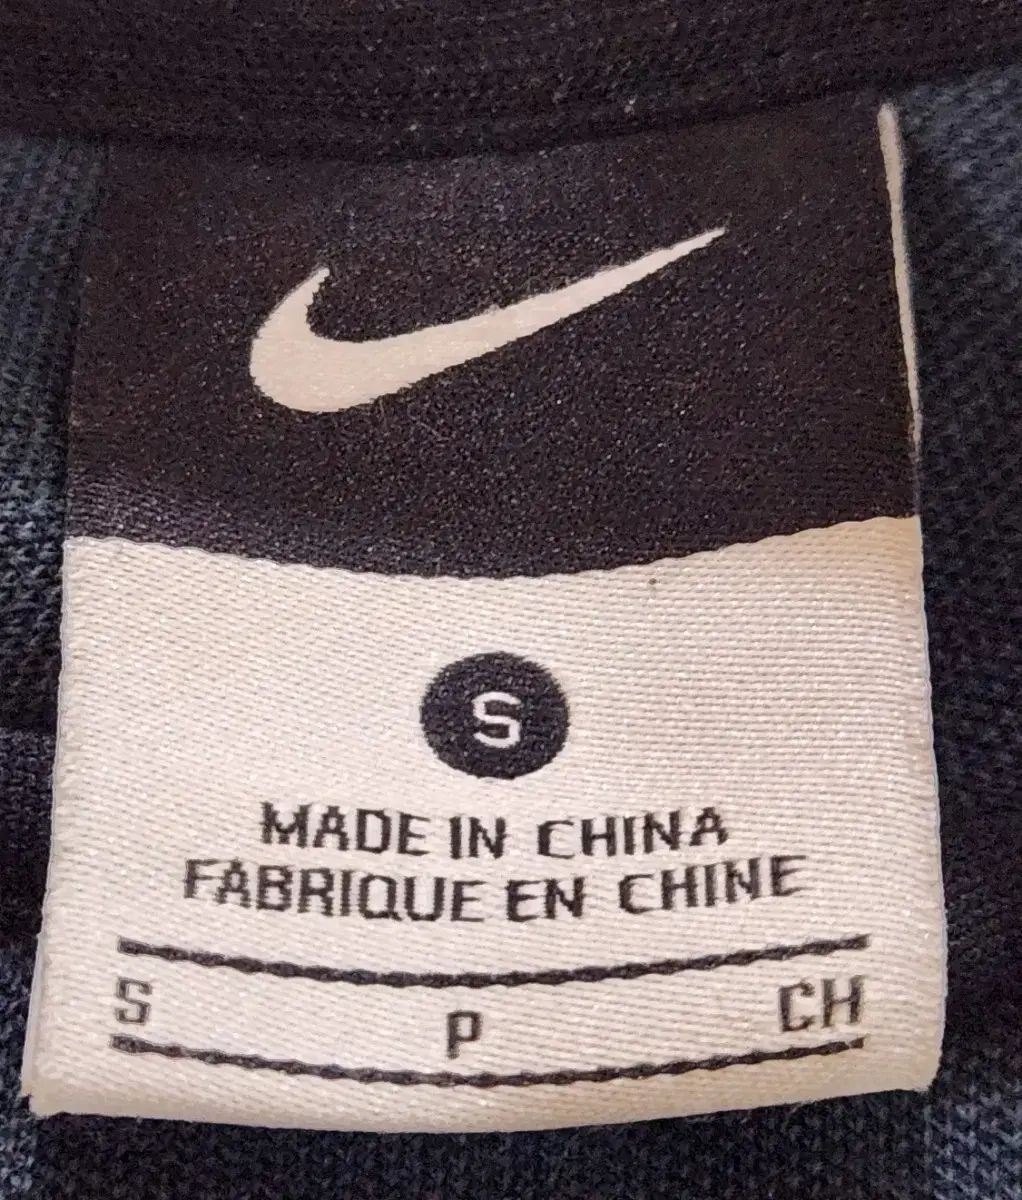 S
MADE IN CHINA
FABRIQUE EN CHINE
S P CH